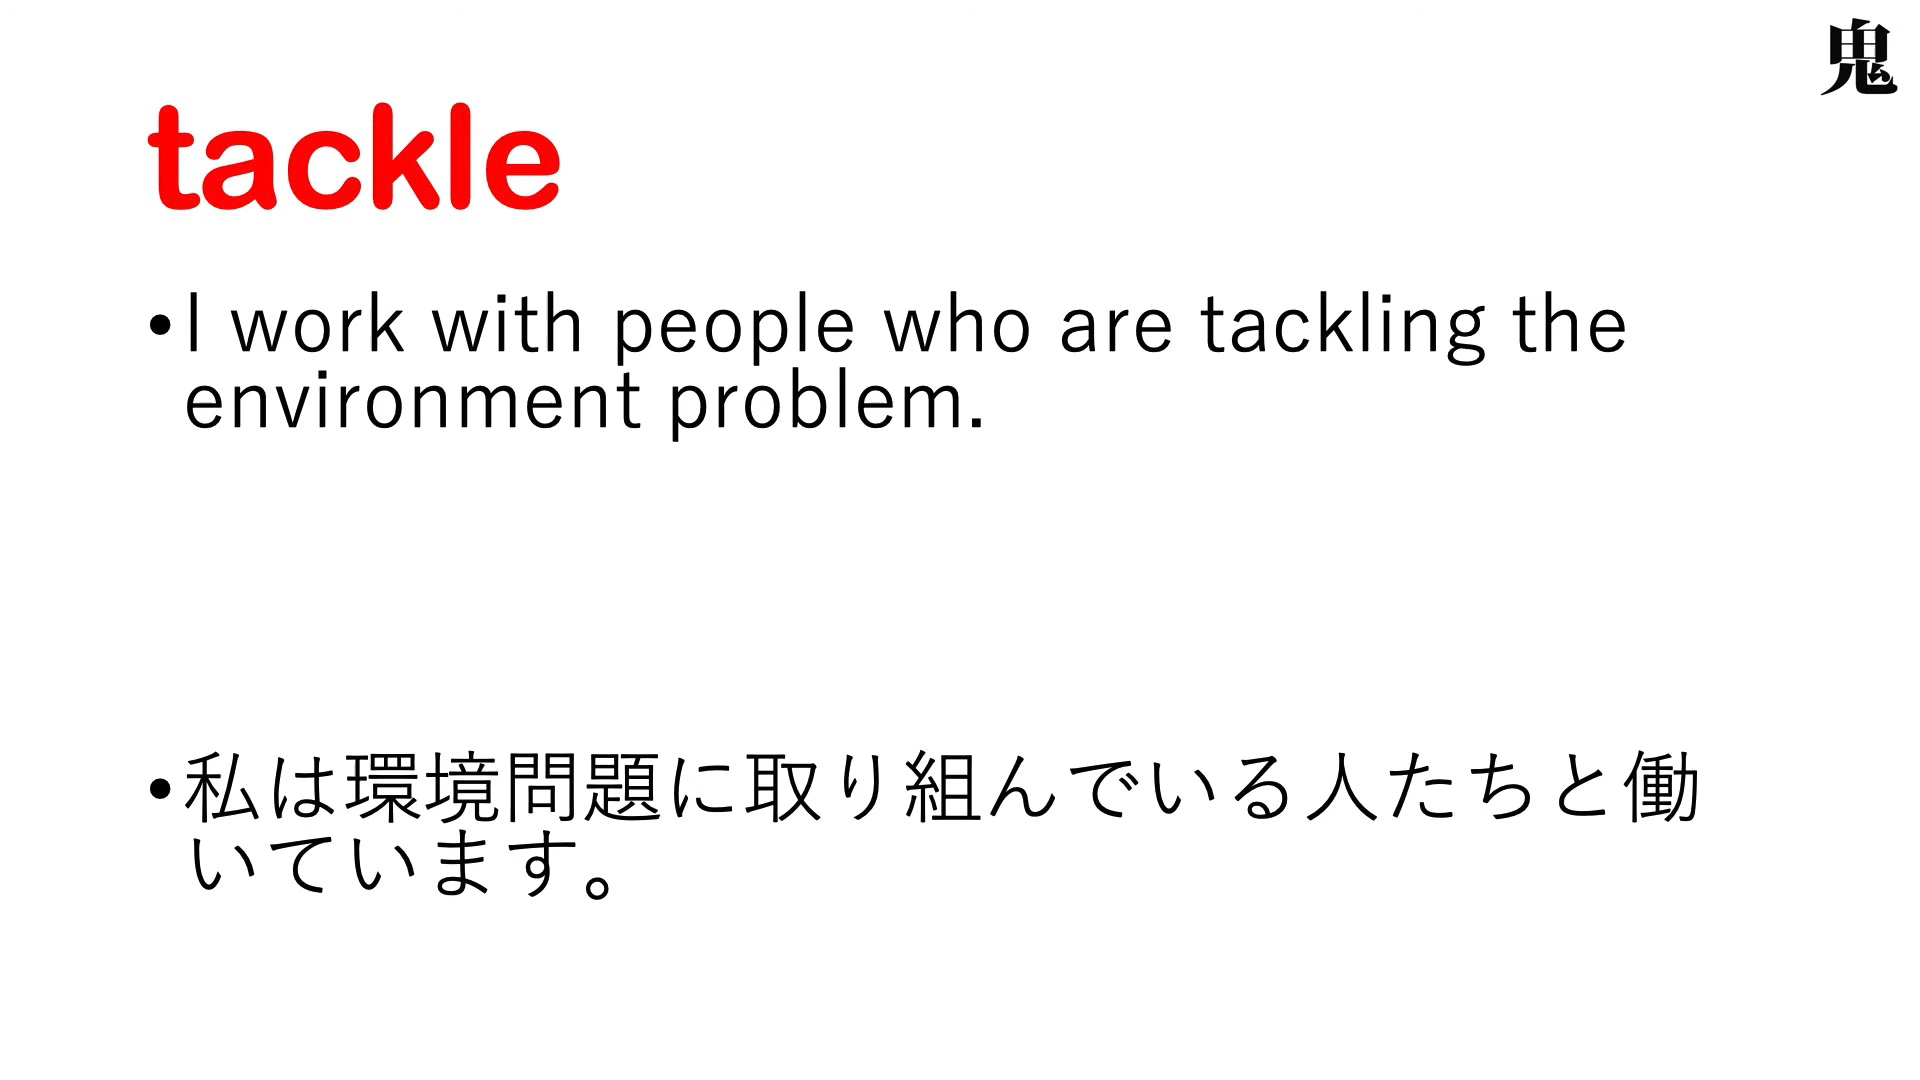 鬼
tackle
•I work with people who are tackling the
environment problem.
•私は環境問題に取り組んでいる人たちと働
いています。